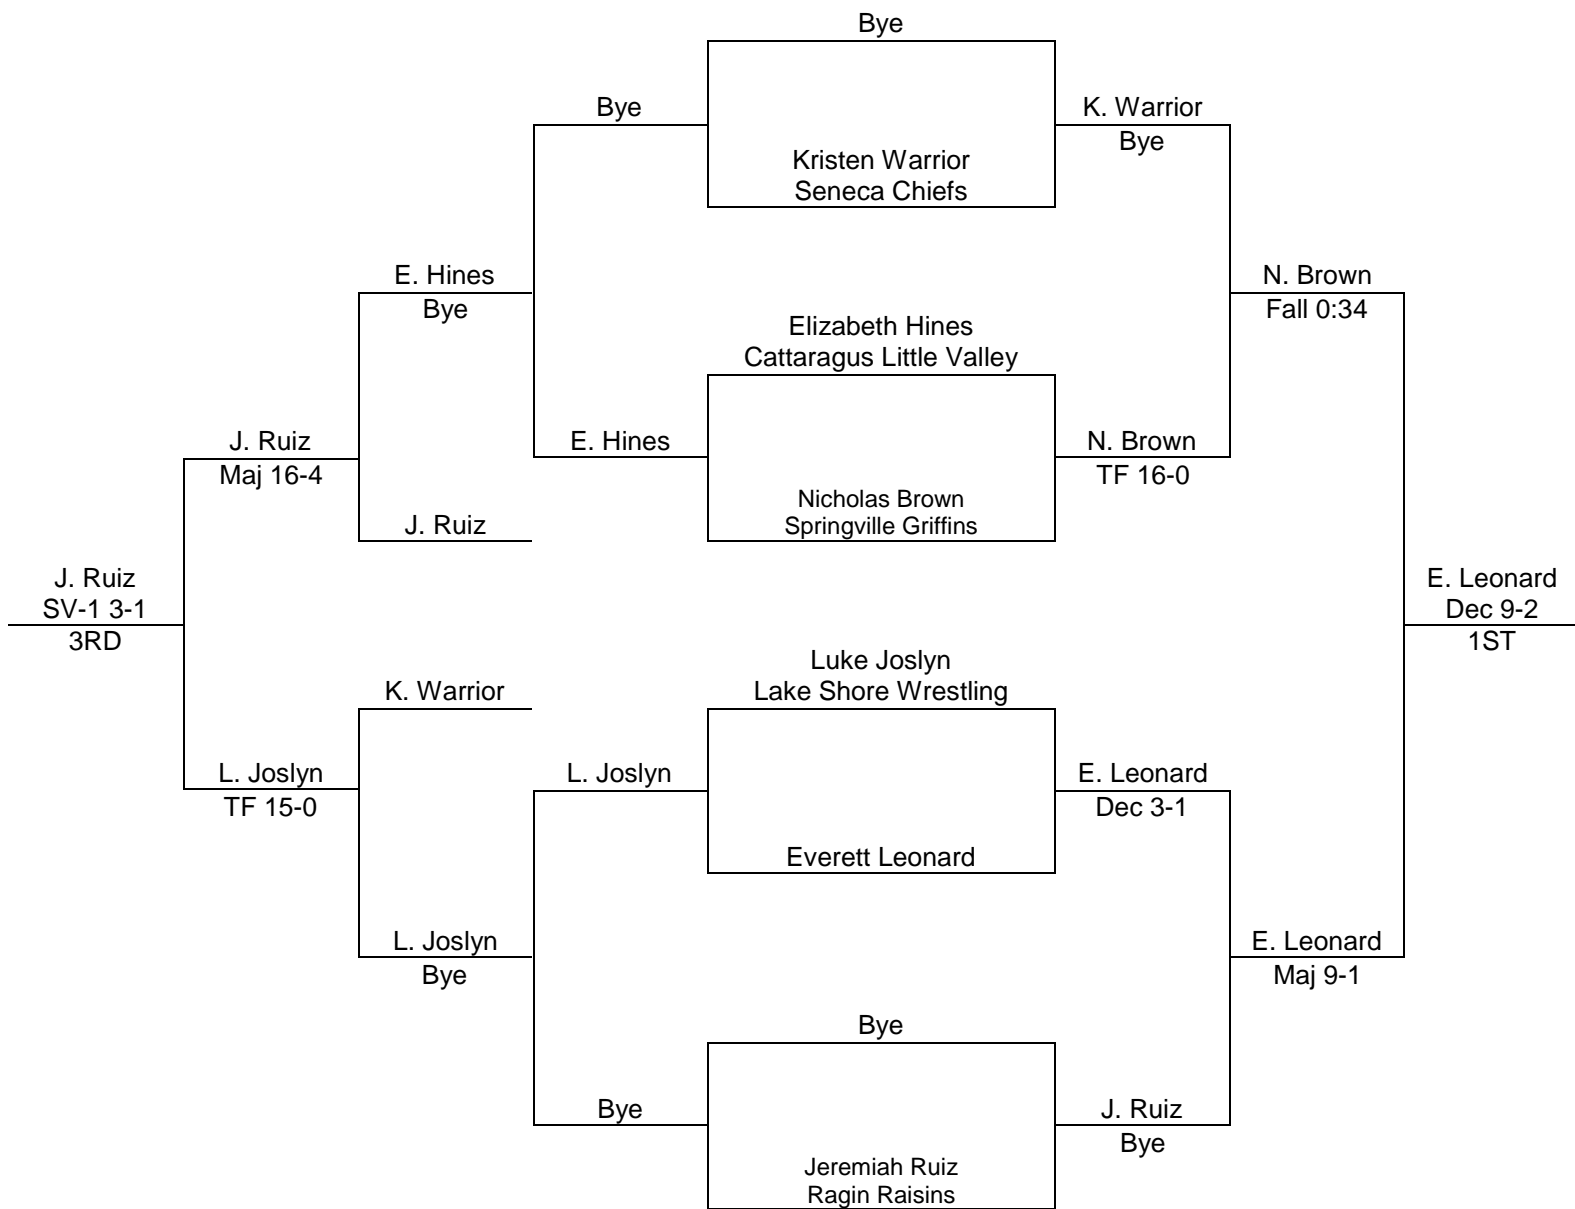 Bye
Bye
K. Warrior
Bye
Kristen Warrior
Seneca Chiefs
E. Hines
Bye
N. Brown
Fall 0:34
Elizabeth Hines
Cattaragus Little Valley
J. Ruiz
Maj 16-4
E. Hines
N. Brown
TF 16-0
Nicholas Brown
Springville Griffins
J. Ruiz
J. Ruiz
SV-1 3-1
3RD
E. Leonard
Dec 9-2
1ST
Luke Joslyn
Lake Shore Wrestling
K. Warrior
L. Joslyn
TF 15-0
L. Joslyn
E. Leonard
Dec 3-1
Everett Leonard
L. Joslyn
Bye
E. Leonard
Maj 9-1
Bye
Bye
J. Ruiz
Bye
Jeremiah Ruiz
Ragin Raisins